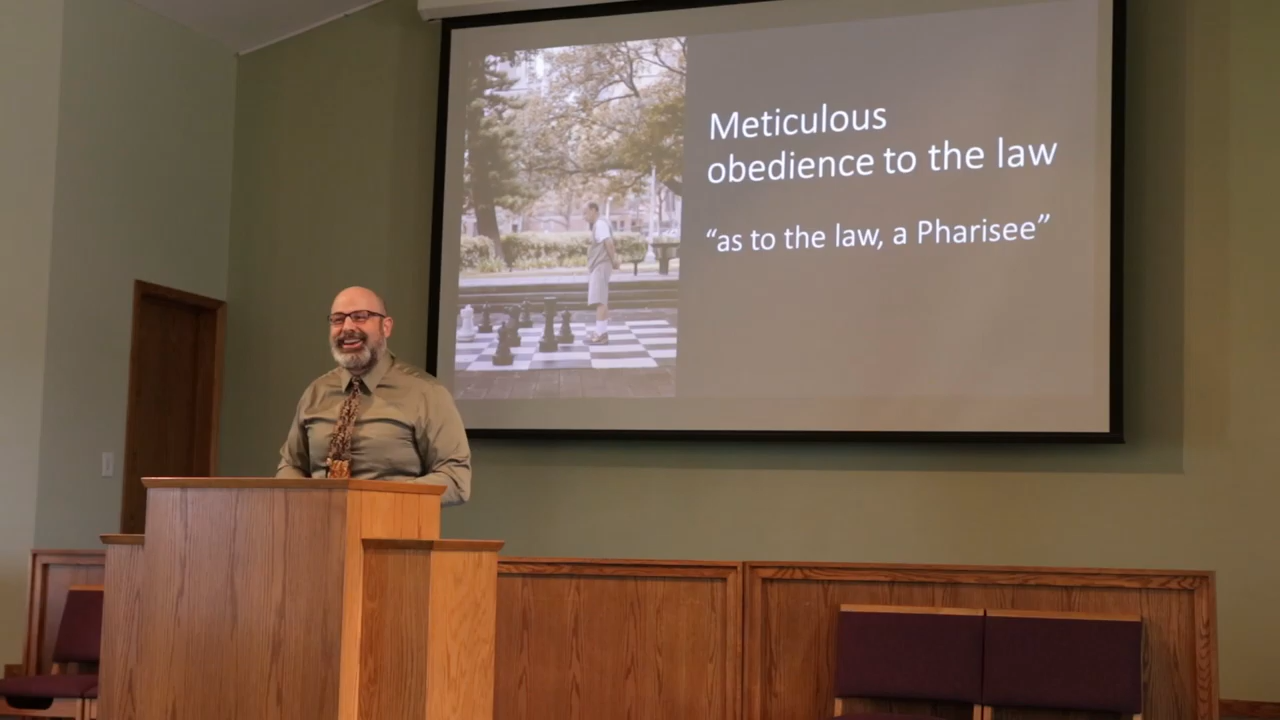 Meticulous
obedience to the law
“as to the law, a Pharisee”